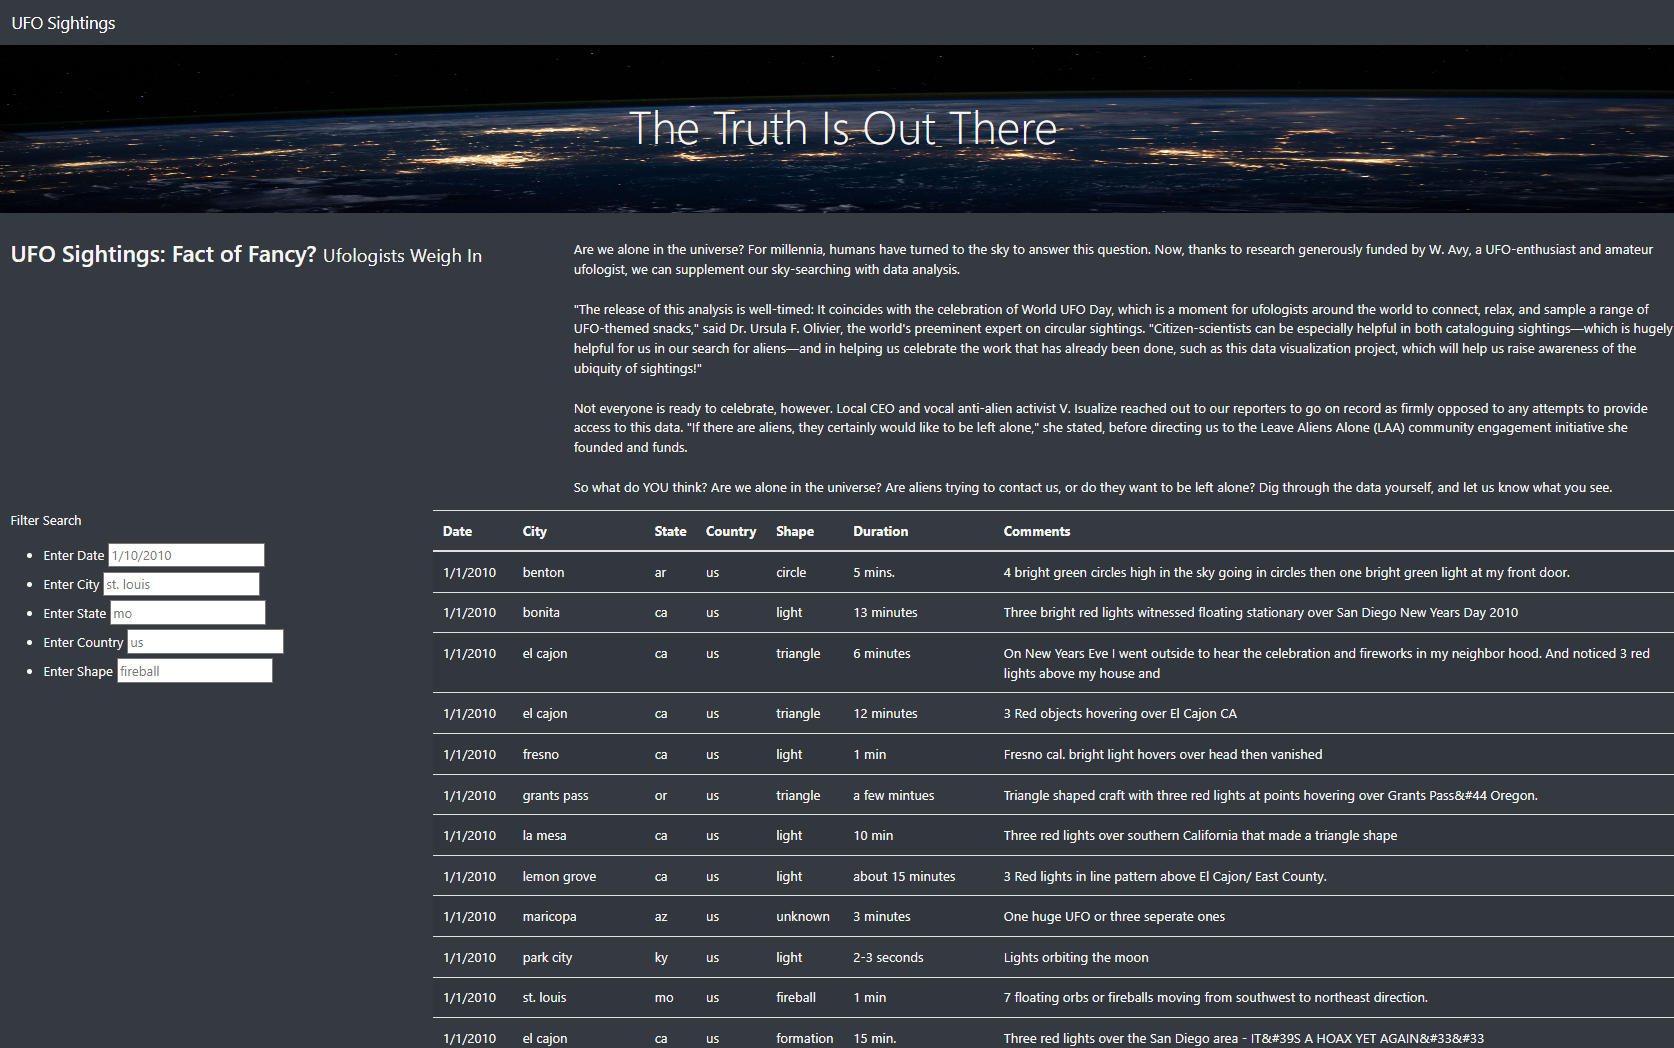 UFO Sightings
The Truth Is Out There
UFO Sightings: Fact of Fancy? Ufologists Weigh In
Are we alone in the universe? For millennia, humans have turned to the sky to answer this question. Now, thanks to research generously funded by W. Avy, a UFO-enthusiast and amateur
ufologist, we can supplement our sky-searching with data analysis.
"The release of this analysis is well-timed: It coincides with the celebration of World UFO Day, which is a moment for ufologists around the world to connect, relax, and sample a range of
UFO-themed snacks," said Dr. Ursula F. Olivier, the world's preeminent expert on circular sightings. "Citizen-scientists can be especially helpful in both cataloguing sightings—which is hugely
helpful for us in our search for aliens—and in helping us celebrate the work that has already been done, such as this data visualization project, which will help us raise awareness of the
ubiquity of sightings!"
Not everyone is ready to celebrate, however. Local CEO and vocal anti-alien activist V. Isualize reached out to our reporters to go on record as firmly opposed to any attempts to provide
access to this data. "If there are aliens, they certainly would like to be left alone," she stated, before directing us to the Leave Aliens Alone (LAA) community engagement initiative she
founded and funds.
So what do YOU think? Are we alone in the universe? Are aliens trying to contact us, or do they want to be left alone? Dig through the data yourself, and let us know what you see.
Filter Search
Enter Date 1/10/2010
Enter City st. louis
Enter State mo
Enter Country us
Enter Shape fireball
Date City State Country Shape Duration Comments
1/1/2010 benton ar us circle 5 mins. 4 bright green circles high in the sky going in circles then one bright green light at my front door.
1/1/2010 bonita ca us light 13 minutes Three bright red lights witnessed floating stationary over San Diego New Years Day 2010
1/1/2010 el cajon ca us triangle 6 minutes On New Years Eve I went outside to hear the celebration and fireworks in my neighbor hood. And noticed 3 red
lights above my house and
1/1/2010 el cajon ca us triangle 12 minutes 3 Red objects hovering over El Cajon CA
1/1/2010 fresno ca us light 1 min Fresno cal. bright light hovers over head then vanished
1/1/2010 grants pass or us triangle a few mintues Triangle shaped craft with three red lights at points hovering over Grants Pass&#44 Oregon.
1/1/2010 la mesa ca us light 10 min Three red lights over southern California that made a triangle shape
1/1/2010 lemon grove ca us light about 15 minutes 3 Red lights in line pattern above El Cajon/ East County.
1/1/2010 maricopa az us unknown 3 minutes One huge UFO or three seperate ones
1/1/2010 park city ky us light 2-3 seconds Lights orbiting the moon
1/1/2010 st. louis mo us fireball 1 min 7 floating orbs or fireballs moving from southwest to northeast direction.
1/1/2010 el cajon ca us formation 15 min. Three red lights over the San Diego area - IT&#39S A HOAX YET AGAIN&#33&#33